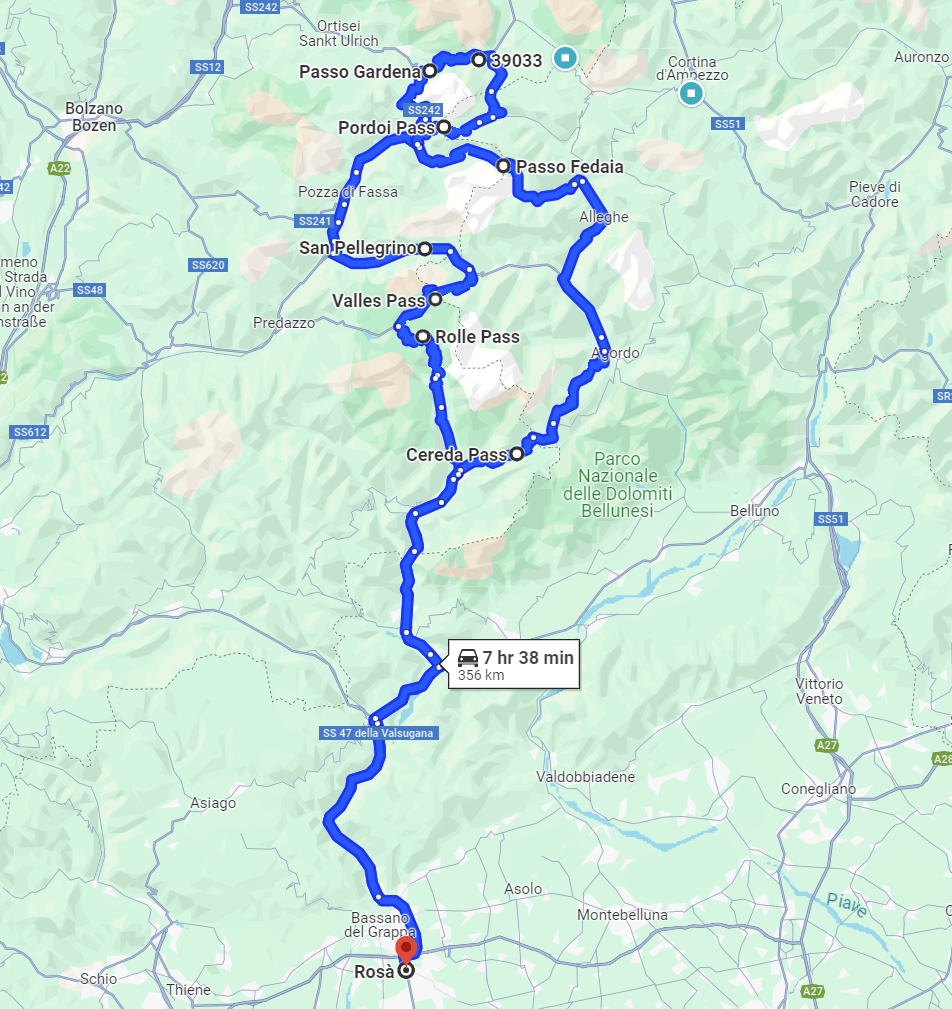 SS242
Ortisei
Sankt Ulrich
39033
SS12
Passo Gardena
Cortina
d'Ampezzo
Auronzo
Bolzano
Bozen
SS242
SS51
Pordoi Pass
A22
Passo Fedaia
42
Pozza di Fassa
Pieve di
Cadore
SS241
Alleghe
San Pellegrino
meno
Strada
l Vino
n an der
nstraße
SS620
SS48
Valles Pass
Predazzo
Rolle Pass
Agordo
2
SR
SS612
Cereda Pass
Parco
Nazionale
delle Dolomiti
Bellunesi
Belluno
SS51
F
7 hr 38 min
356 km
Vittorio
Veneto
SS 47 della Valsugana
A27
A28
Valdobbiadene
Conegliano
Asiago
Asolo
Piave
Bassano
del Grappa
Montebelluna
Rosà
Schio
Thiene
A27